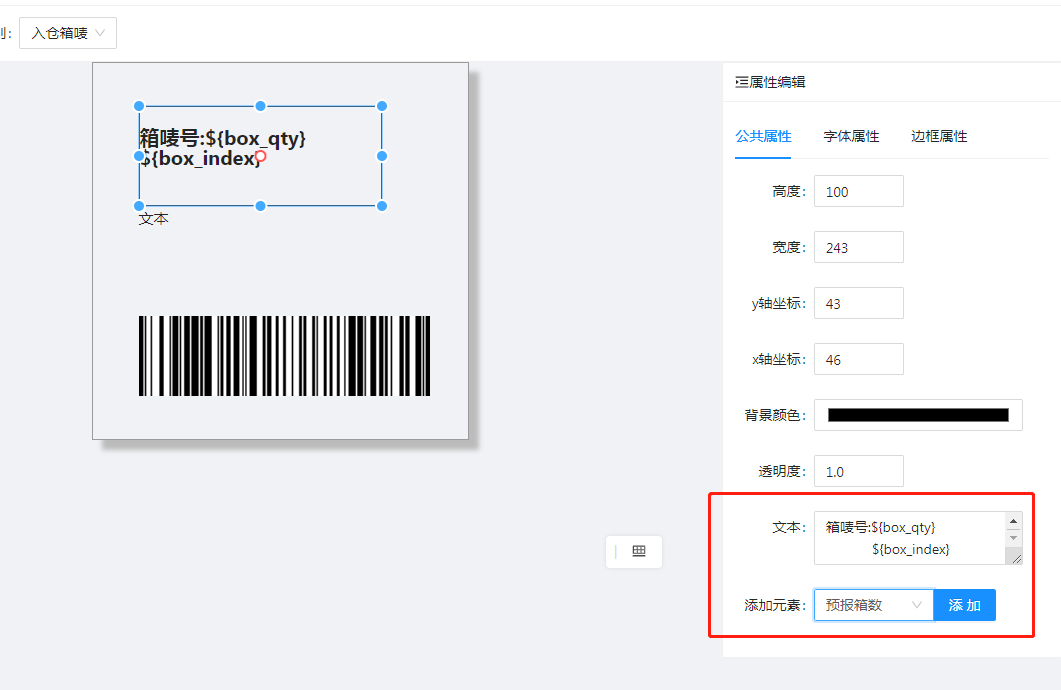 别:
入仓箱唛
箱唛号:${box_qty}
${box_index}
文本
属性编辑
公共属性 字体属性 边框属性
高度: 100
宽度: 243
y轴坐标: 43
x轴坐标: 46
背景颜色:
透明度: 1.0
文本: 箱唛号:${box_qty}
${box_index}
添加元素: 预报箱数 添 加